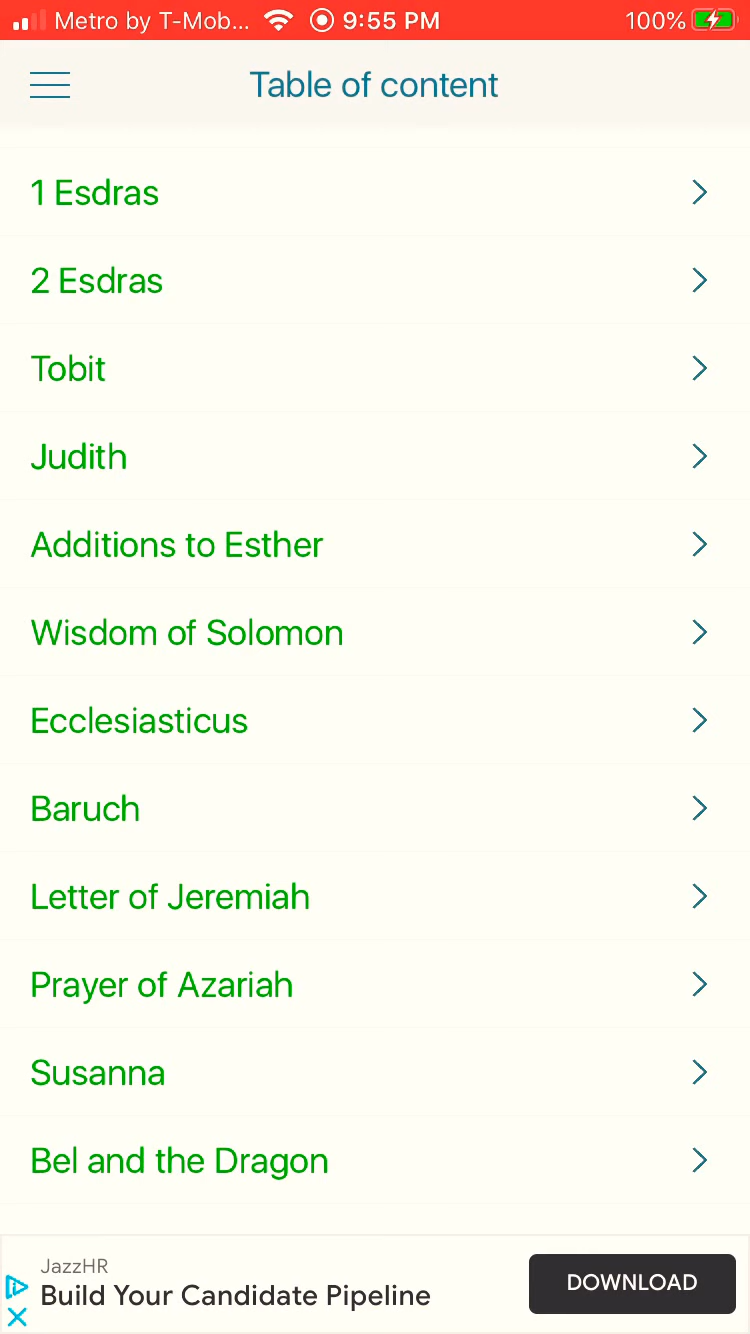 Metro by T-Mob... 9:55 PM 100%
Table of content
1 Esdras
2 Esdras
Tobit
Judith
Additions to Esther
Wisdom of Solomon
Ecclesiasticus
Baruch
Letter of Jeremiah
Prayer of Azariah
Susanna
Bel and the Dragon
JazzHR
Build Your Candidate Pipeline
DOWNLOAD